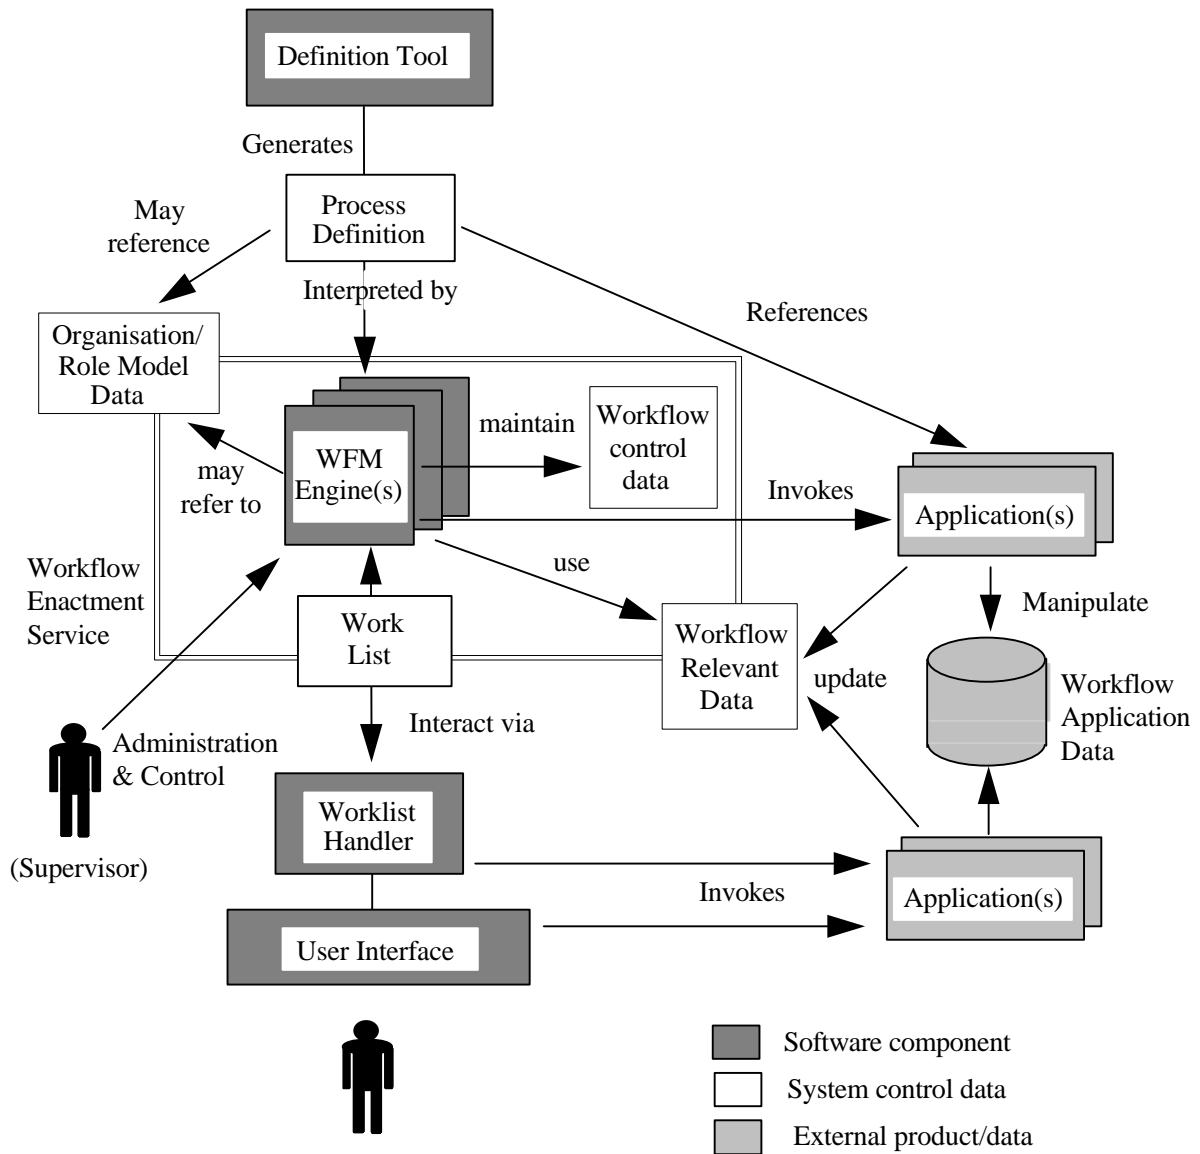 Definition Tool
Generates
Process
Definition
May
reference
Interpreted by
References
Organisation/
Role Model
Data
maintain
Workflow
control
data
WFM
Engine(s)
may
refer to
Invokes
Application(s)
use
Workflow
Enactment
Service
Work
List
Workflow
Relevant
Data
Manipulate
update
Workflow
Application
Data
Interact via
Administration
& Control
(Supervisor)
Worklist
Handler
Invokes
Application(s)
User Interface
Software component
System control data
External product/data